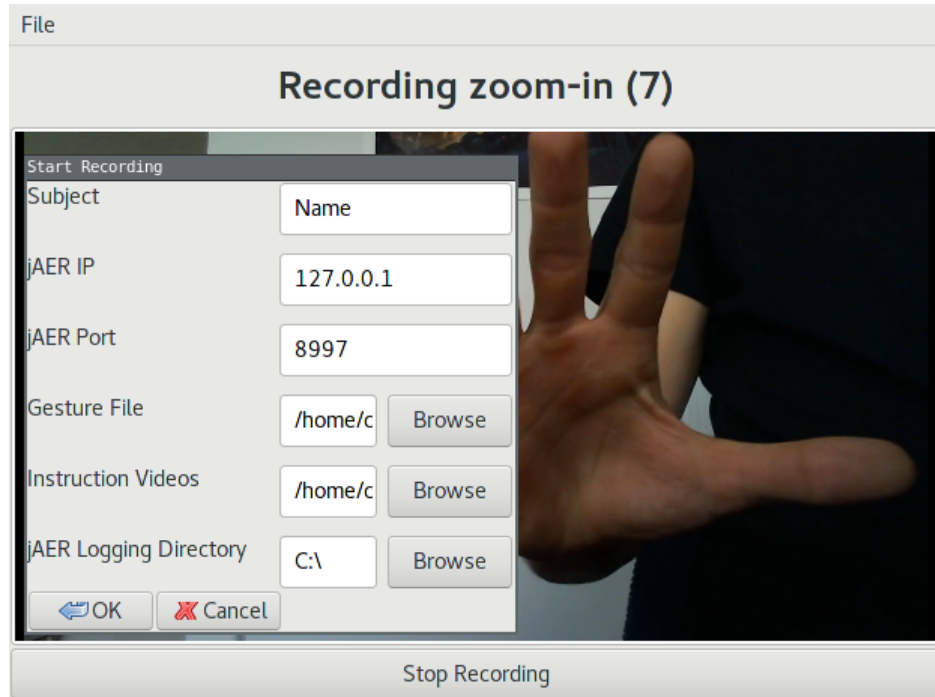 File
Recording zoom-in (7)
Start Recording
Subject
Name
jAER IP
127.0.0.1
jAER Port
8997
Gesture File
/home/c
Browse
Instruction Videos
/home/c
Browse
jAER Logging Directory
C:\
Browse
OK
Cancel
Stop Recording